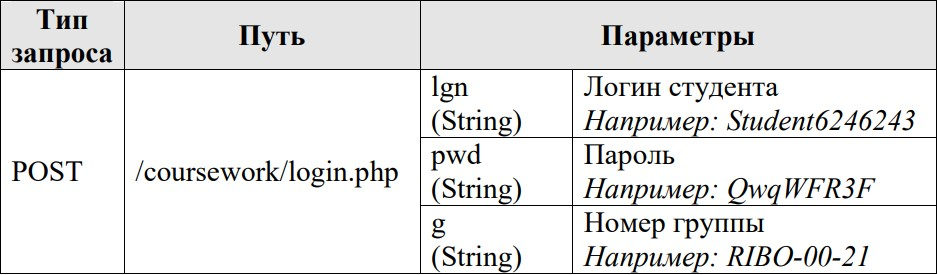 Тип
запроса
Путь
Параметры
POST
/coursework/login.php
lgn
(String)
Логин студента
Например: Student6246243
pwd
(String)
Пароль
Например: QwqWFR3F
g
(String)
Номер группы
Например: RIBO-00-21